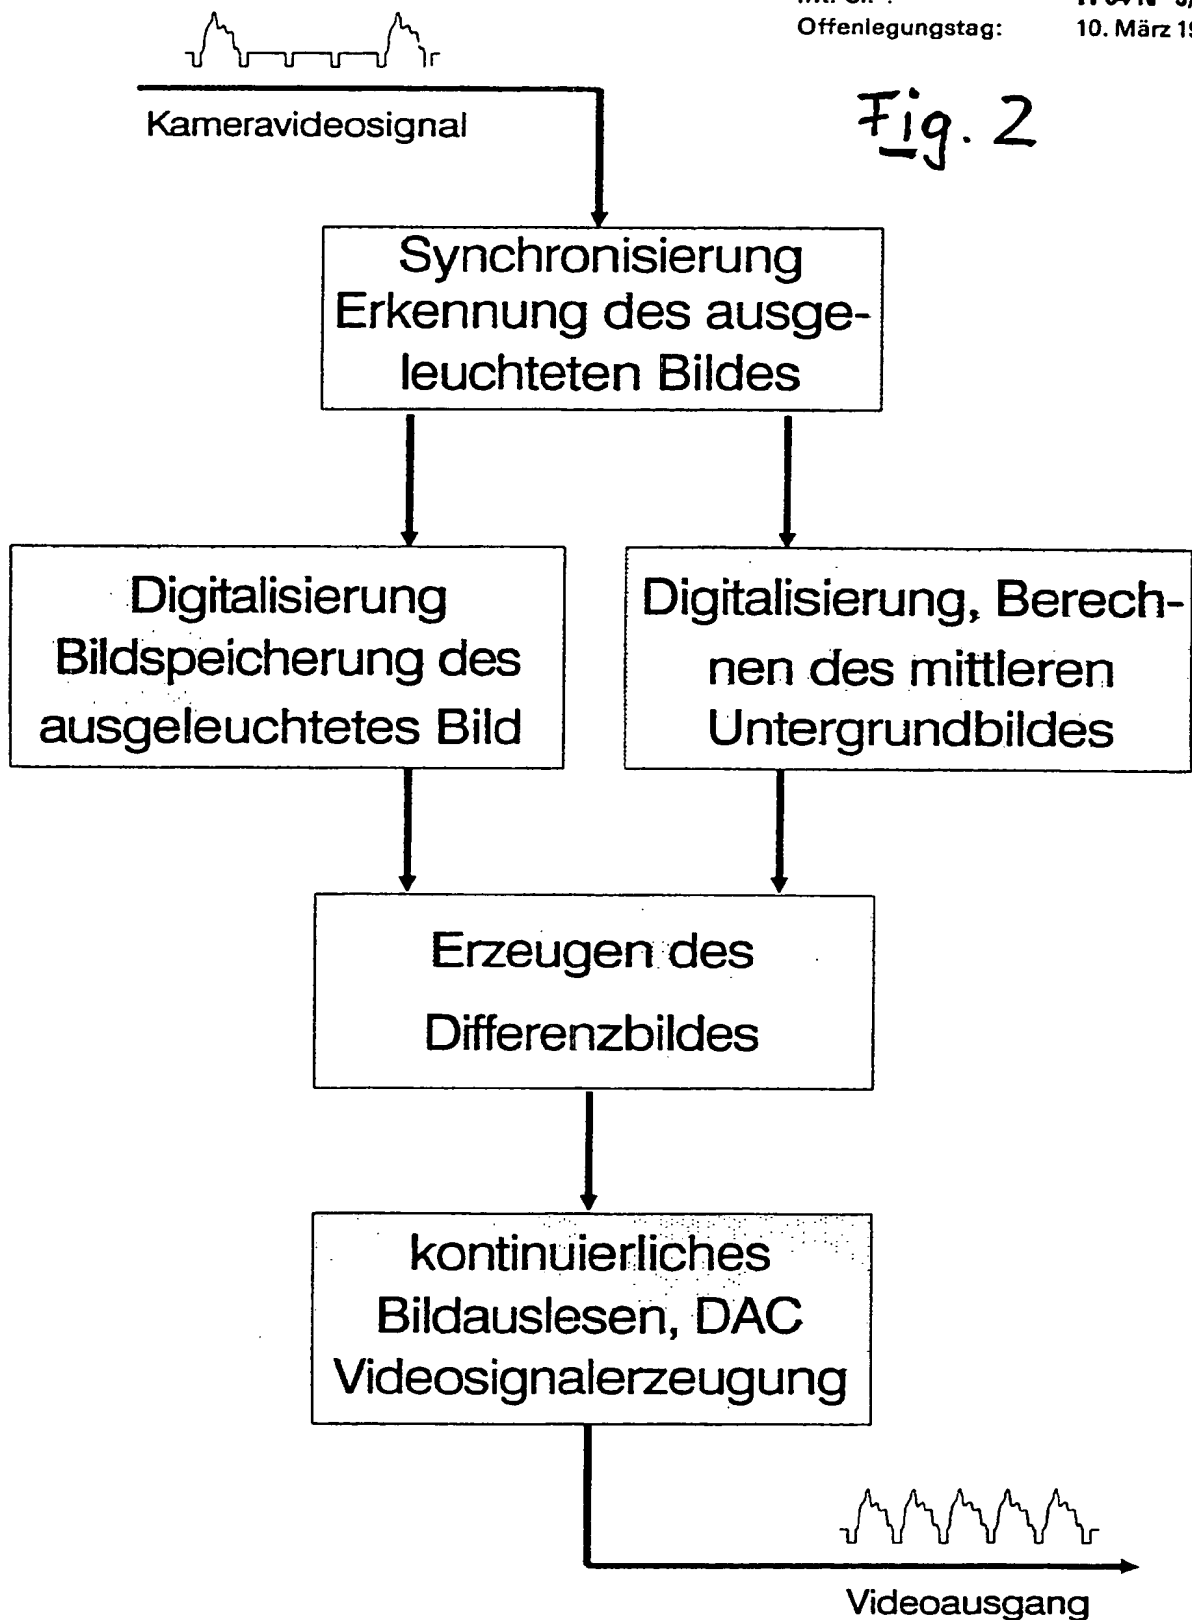 Offenlegungstag: 10. März 19
Kameravideosignal
Fig. 2
Synchronisierung
Erkennung des ausge-
leuchteten Bildes
Digitalisierung
Bildspeicherung des
ausgeleuchtetes Bild
Digitalisierung, Berech-
nen des mittleren
Untergrundbildes
Erzeugen des
Differenzbildes
kontinuierliches
Bildauslesen, DAC
Videosignalerzeugung
Videoausgang